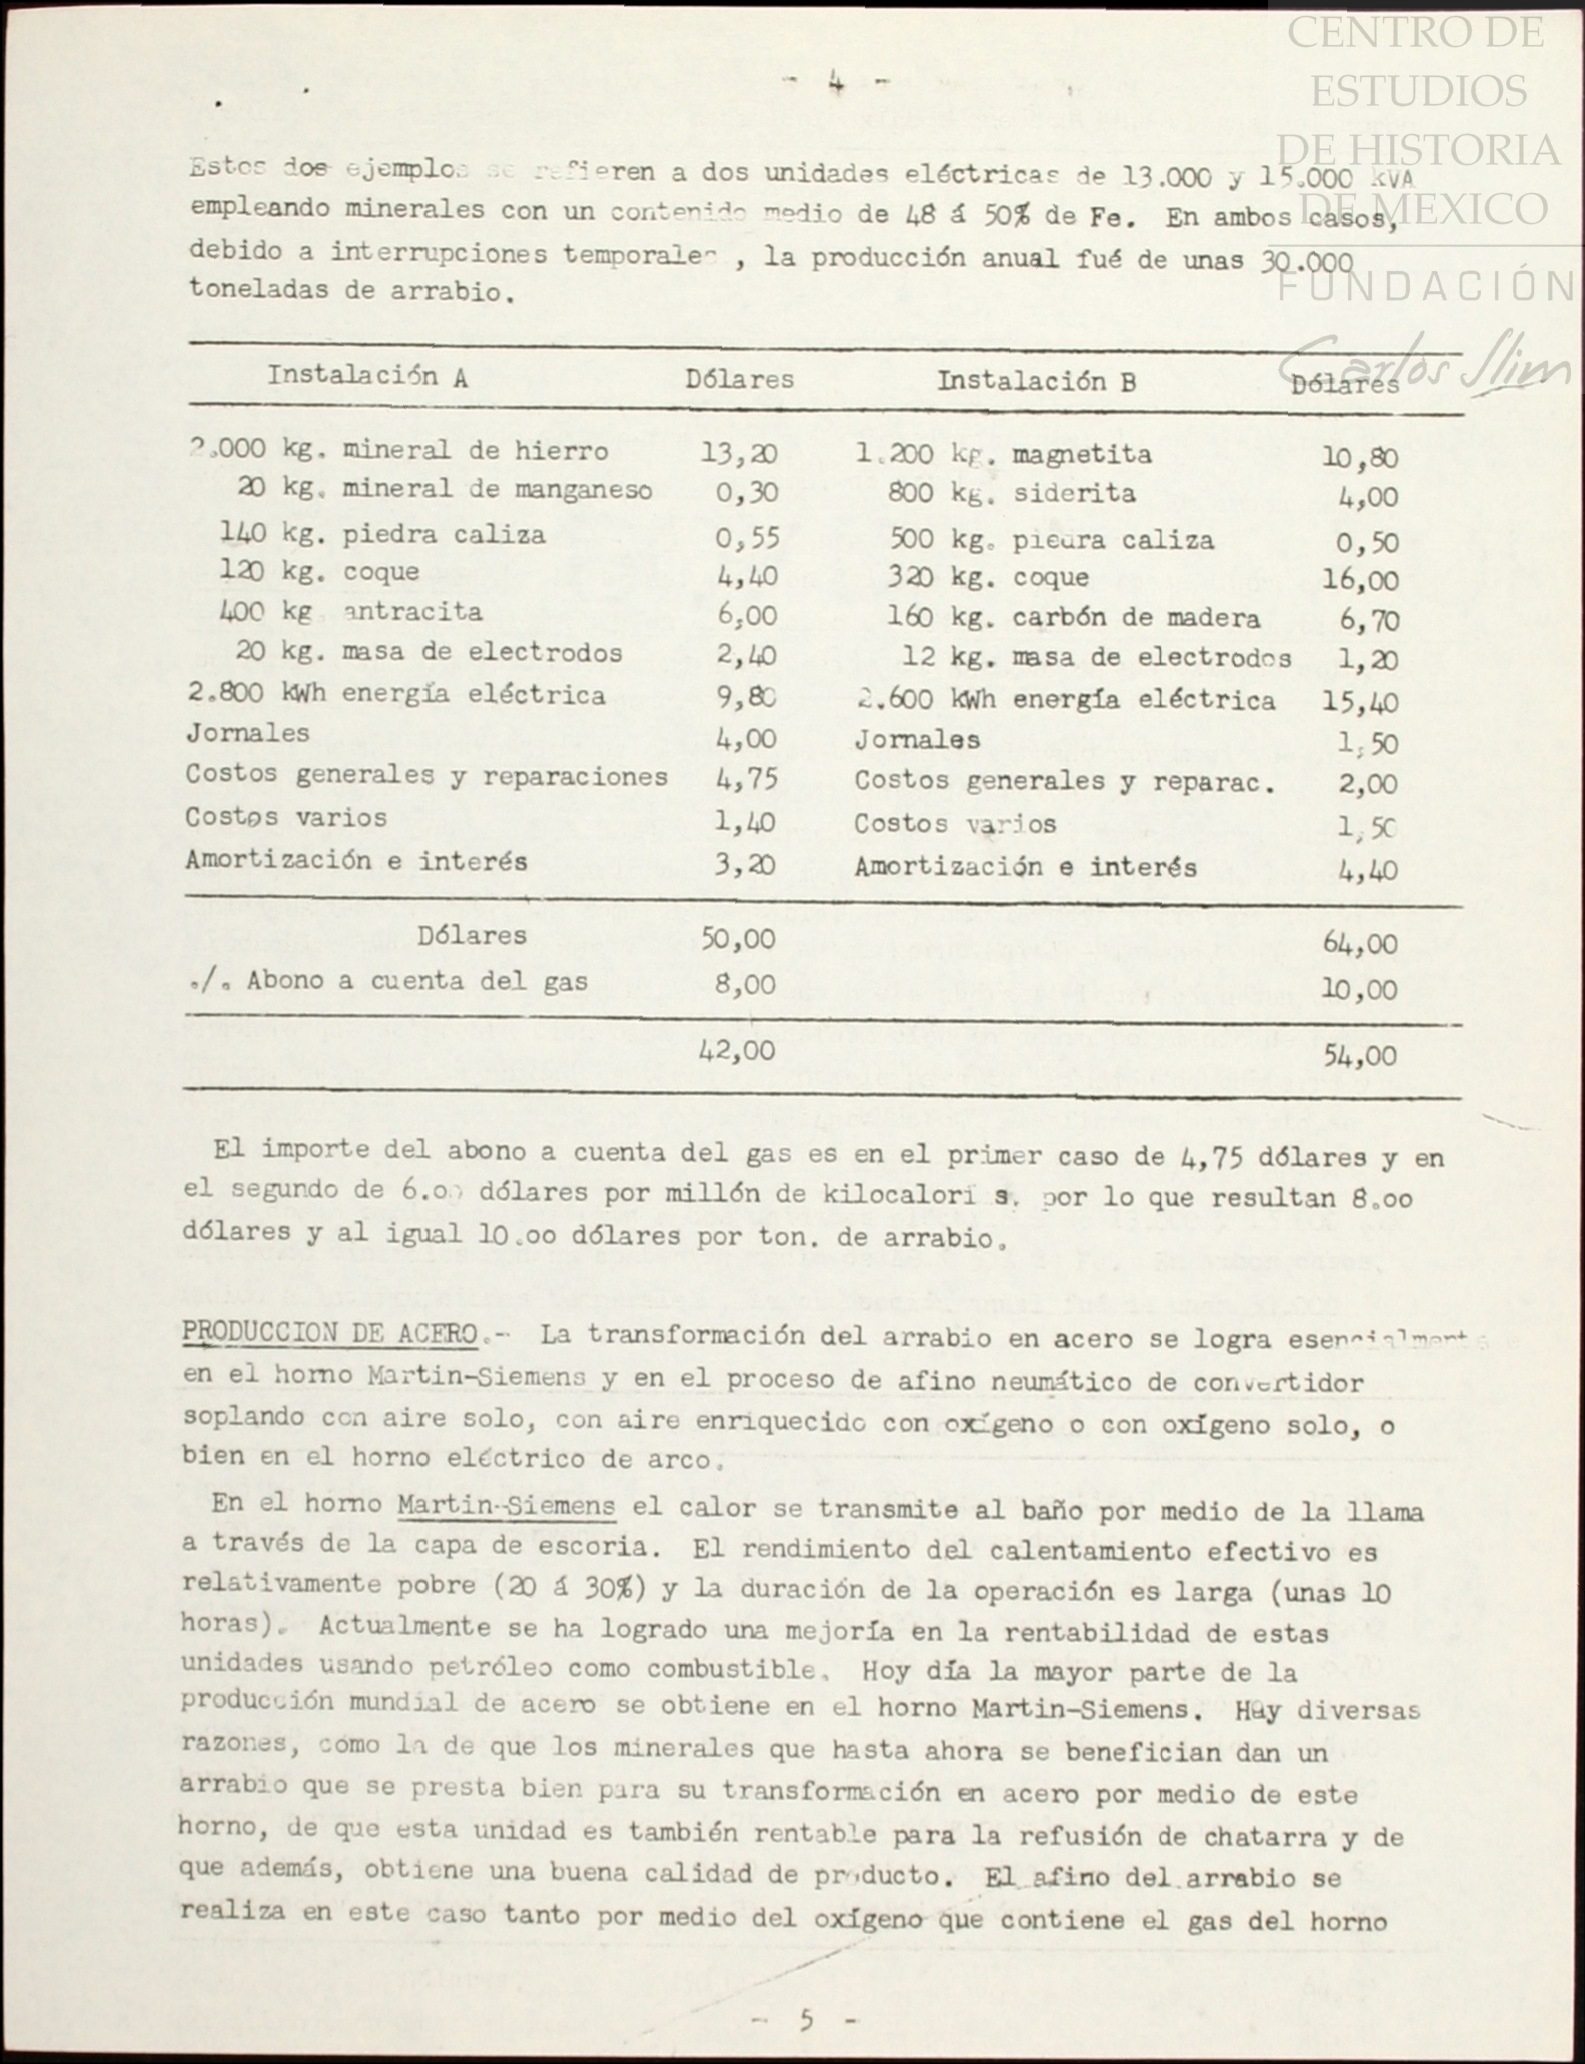 CENTRO DE
ESTUDIOS
DE HISTORIA
DE MEXICO
FUNDACIÓN
Carlos Slim
- 4 -
Estos dos ejemplos se refieren a dos unidades eléctricas de 13.000 y 15.000 kVA
empleando minerales con un contenido medio de 48 á 50% de Fe. En ambos casos,
debido a interrupciones temporales , la producción anual fué de unas 30.000
toneladas de arrabio.
Instalación A Dólares Instalación B Dólares
2.000 kg. mineral de hierro 13,20 1.200 kg. magnetita 10,80
20 kg. mineral de manganeso 0,30 800 kg. siderita 4,00
140 kg. piedra caliza 0,55 500 kg. piedra caliza 0,50
120 kg. coque 4,40 320 kg. coque 16,00
400 kg antracita 6,00 160 kg. carbón de madera 6,70
20 kg. masa de electrodos 2,40 12 kg. masa de electrodos 1,20
2.800 kWh energía eléctrica 9,80 2.600 kWh energía eléctrica 15,40
Jornales 4,00 Jornales 1,50
Costos generales y reparaciones 4,75 Costos generales y reparac. 2,00
Costos varios 1,40 Costos varios 1,50
Amortización e interés 3,20 Amortización e interés 4,40
Dólares 50,00 64,00
./. Abono a cuenta del gas 8,00 10,00
42,00 54,00
El importe del abono a cuenta del gas es en el primer caso de 4,75 dólares y en
el segundo de 6.oo dólares por millón de kilocalori s. por lo que resultan 8.oo
dólares y al igual 10.oo dólares por ton. de arrabio.
PRODUCCION DE ACERO.- La transformación del arrabio en acero se logra esencialmente
en el horno Martin-Siemens y en el proceso de afino neumático de convertidor
soplando con aire solo, con aire enriquecido con oxígeno o con oxígeno solo, o
bien en el horno eléctrico de arco.
En el horno Martin-Siemens el calor se transmite al baño por medio de la llama
a través de la capa de escoria. El rendimiento del calentamiento efectivo es
relativamente pobre (20 á 30%) y la duración de la operación es larga (unas 10
horas). Actualmente se ha logrado una mejoría en la rentabilidad de estas
unidades usando petróleo como combustible. Hoy día la mayor parte de la
producción mundial de acero se obtiene en el horno Martin-Siemens. Hay diversas
razones, como la de que los minerales que hasta ahora se benefician dan un
arrabio que se presta bien para su transformación en acero por medio de este
horno, de que esta unidad es también rentable para la refusión de chatarra y de
que además, obtiene una buena calidad de producto. El afino del arrabio se
realiza en este caso tanto por medio del oxígeno que contiene el gas del horno
- 5 -